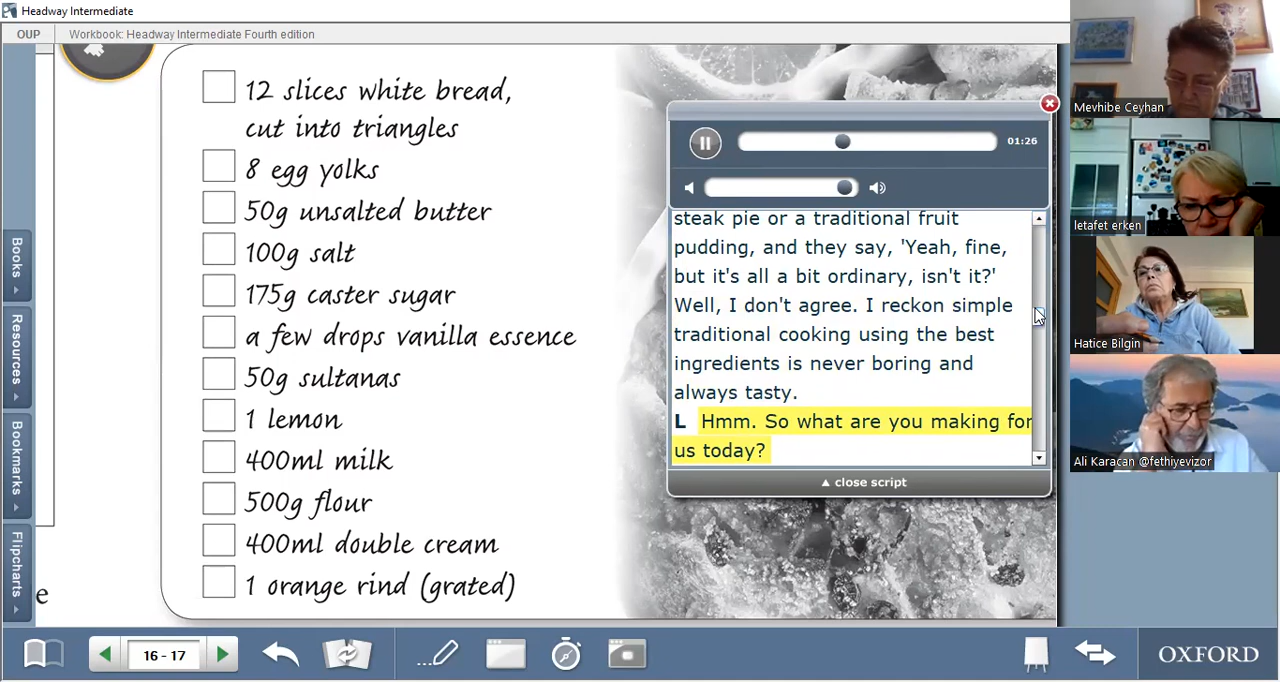 Headway Intermediate
OUP
Workbook: Headway Intermediate Fourth edition
12 slices white bread,
cut into triangles
8 egg yolks
50g unsalted butter
100g salt
175g caster sugar
a few drops vanilla essence
50g sultanas
1 lemon
400ml milk
500g flour
400ml double cream
1 orange rind (grated)
e
01:26
steak pie or a traditional fruit
pudding, and they say, 'Yeah, fine,
but it's all a bit ordinary, isn't it?'
Well, I don't agree. I reckon simple
traditional cooking using the best
ingredients is never boring and
always tasty.
L Hmm. So what are you making for
us today?
close script
Books
Resources
Bookmarks
Flipcharts
16 - 17
OXFORD
Mevhibe Ceyhan
letafet erken
Hatice Bilgin
Ali Karacan @fethiyevizor